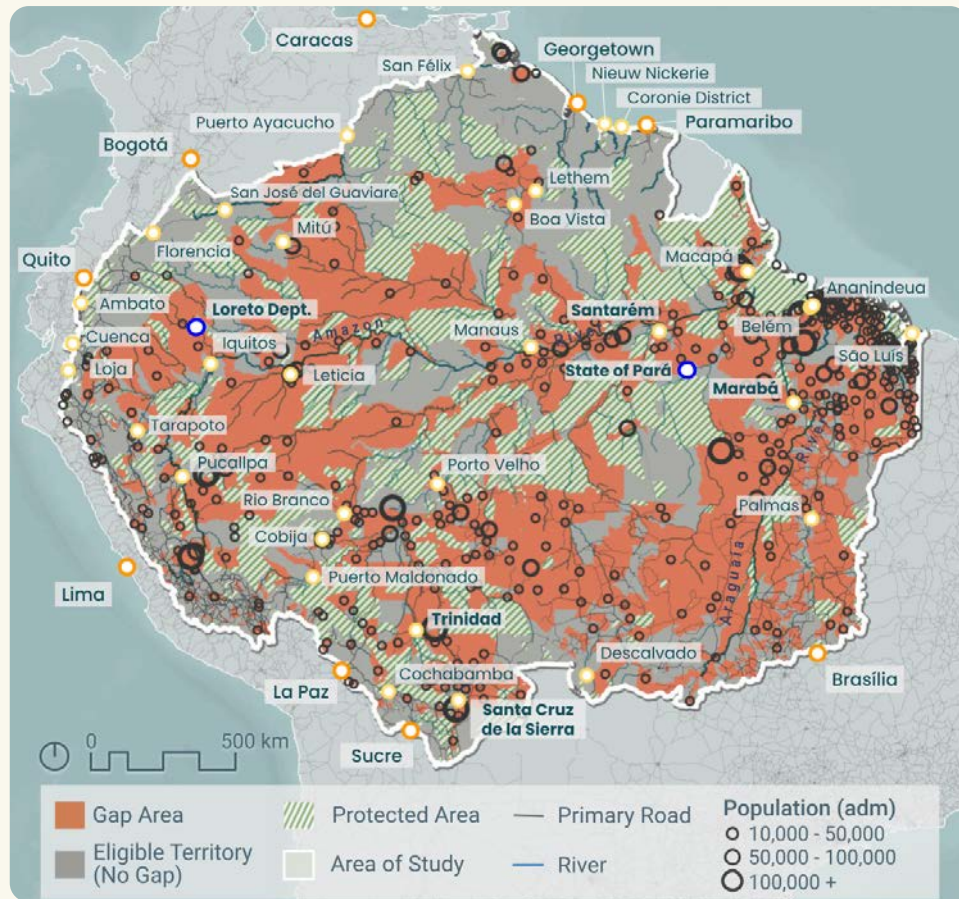 Caracas
Georgetown
San Félix
Nieuw Nickerie
Coronie District
Puerto Ayacucho
Paramaribo
Bogotá
Lethem
San José del Guaviare
Boa Vista
Mitú
Florencia
Macapá
Quito
Ananindeua
Ambato
Loreto Dept.
Santarém
Amazon
River
Manaus
Belém
Cuenca
Iquitos
São Luís
Loja
Leticia
State of Pará
Marabá
River
Tarapoto
Pucallpa
Porto Velho
Rio Branco
Palmas
Cobija
Araguaia
Lima
Puerto Maldonado
Trinidad
Descalvado
La Paz
Cochabamba
Brasília
Santa Cruz
de la Sierra
Sucre
0 500 km
Gap Area
Eligible Territory
(No Gap)
Protected Area
Area of Study
Primary Road
River
Population (adm)
10,000 - 50,000
50,000 - 100,000
100,000 +